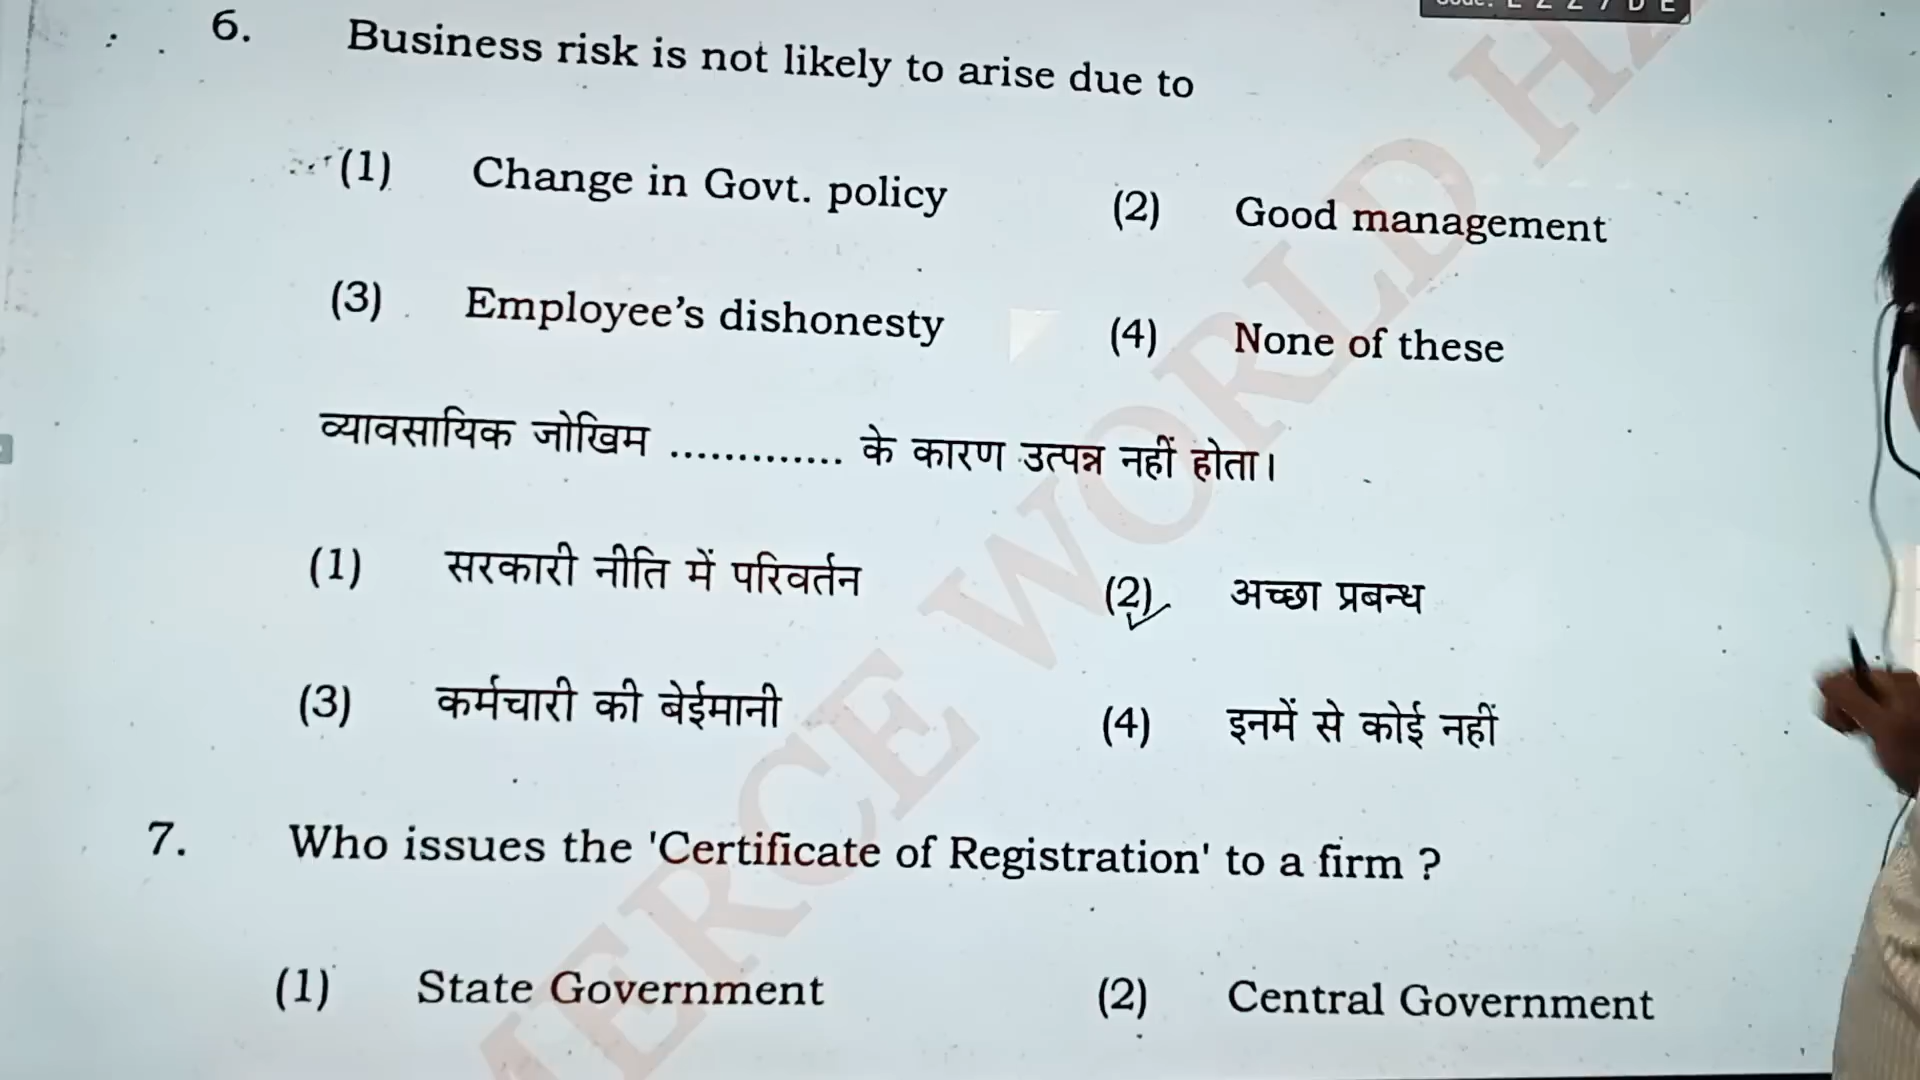 6. Business risk is not likely to arise due to
(1) Change in Govt. policy (2) Good management
(3) Employee’s dishonesty (4) None of these
व्यावसायिक जोखिम ............. के कारण उत्पन्न नहीं होता।
(1) सरकारी नीति में परिवर्तन (2) अच्छा प्रबन्ध
(3) कर्मचारी की बेईमानी (4) इनमें से कोई नहीं
7. Who issues the 'Certificate of Registration' to a firm ?
(1) State Government (2) Central Government
MERCE WORLD